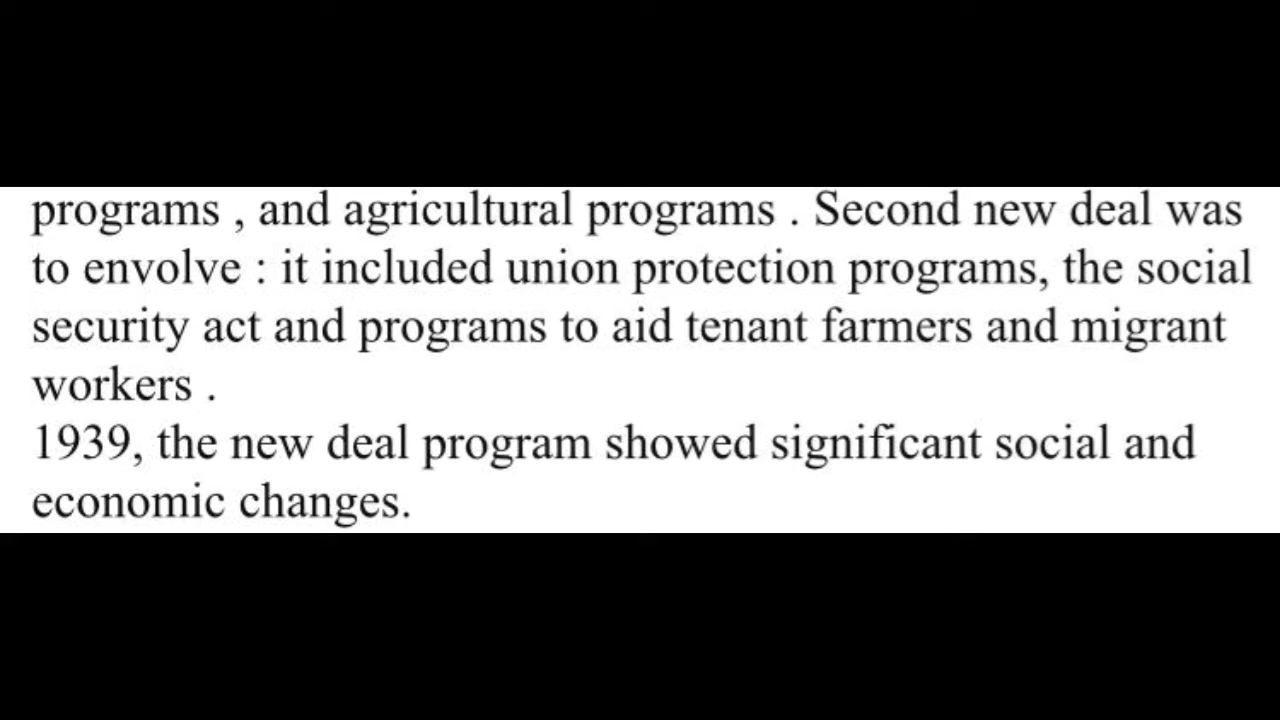 programs , and agricultural programs . Second new deal was
to envolve : it included union protection programs, the social
security act and programs to aid tenant farmers and migrant
workers .
1939, the new deal program showed significant social and
economic changes.